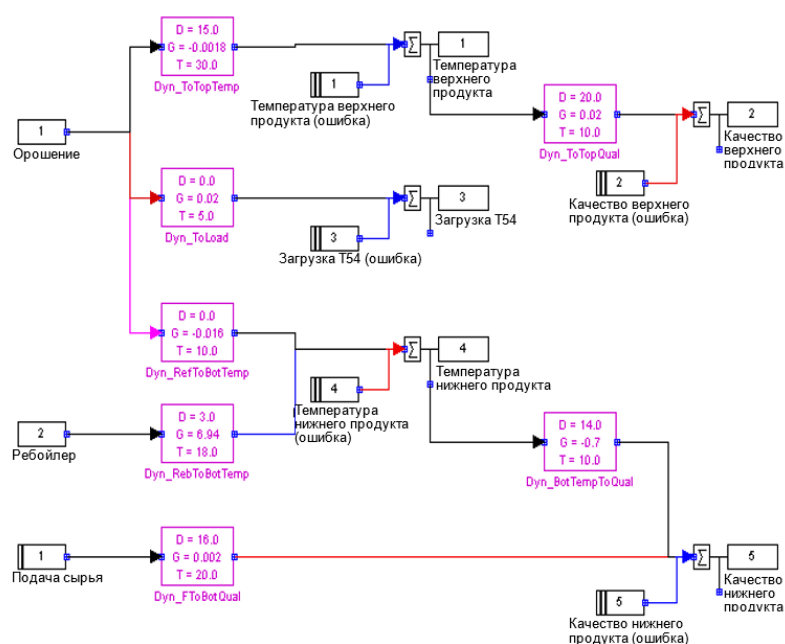 D = 15.0
G = -0.0018
T = 30.0
Dyn_ToTopTemp
Σ
1
Температура
верхнего
продукта
1
Температура верхнего
продукта (ошибка)
1
Орошение
D = 20.0
G = 0.02
T = 10.0
Dyn_ToTopQual
Σ
2
Качество
верхнего
продукта
2
Качество верхнего
продукта (ошибка)
D = 0.0
G = 0.02
T = 5.0
Dyn_ToLoad
Σ
3
Загрузка T54
3
Загрузка T54 (ошибка)
D = 0.0
G = -0.016
T = 10.0
Dyn_RefToBotTemp
Σ
4
Температура
нижнего продукта
4
Температура
нижнего продукта
(ошибка)
2
Ребойлер
D = 3.0
G = 6.94
T = 18.0
Dyn_RebToBotTemp
D = 14.0
G = -0.7
T = 10.0
Dyn_BotTempToQual
1
Подача сырья
D = 16.0
G = 0.002
T = 20.0
Dyn_FToBotQual
Σ
5
Качество
нижнего
продукта
5
Качество нижнего
продукта (ошибка)